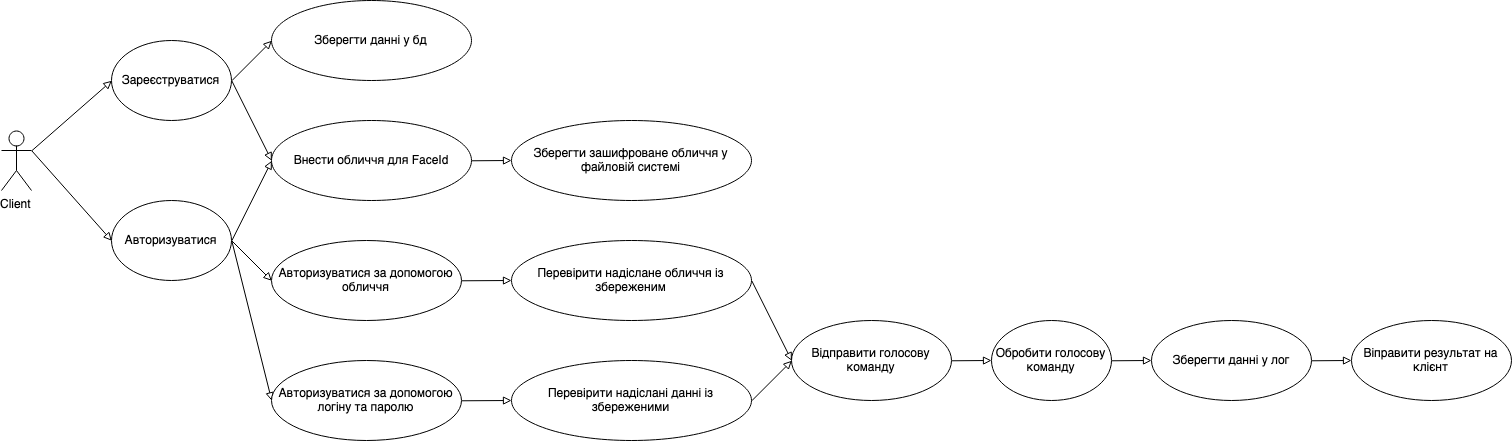 Зберегти данні у бд
Зареєструватися
Внести обличчя для FaceId
Зберегти зашифроване обличчя у
файловій системі
Client
Авторизуватися
Авторизуватися за допомогою
обличчя
Перевірити надіслане обличчя із
збереженим
Відправити голосову
команду
Обробити голосову
команду
Зберегти данні у лог
Віправити результат на
клієнт
Авторизуватися за допомогою
логіну та паролю
Перевірити надіслані данні із
збереженими